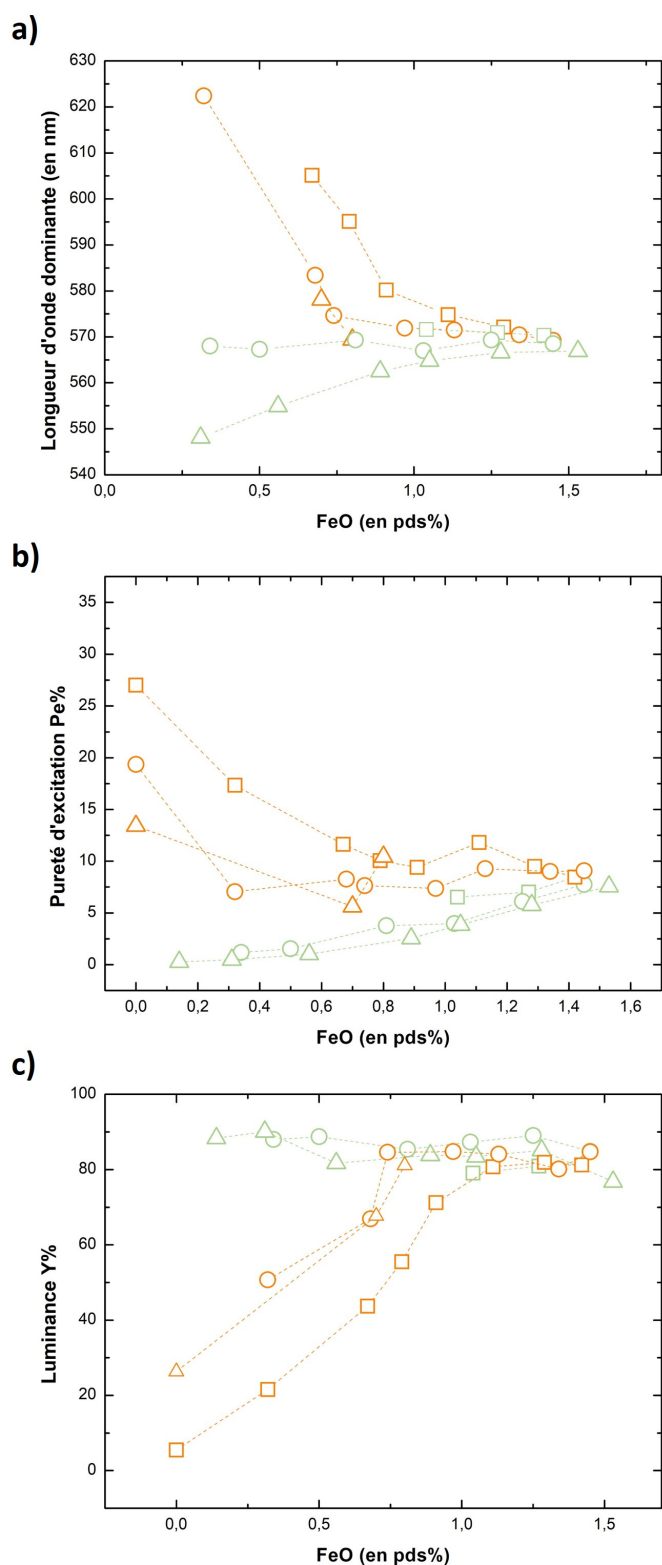 a)
630
620
610
600
590
580
570
560
550
540
Longueur d'onde dominante (en nm)
0,0 0,5 1,0 1,5
FeO (en pds%)
b)
35
30
25
20
15
10
5
0
Pureté d'excitation Pe%
0,0 0,2 0,4 0,6 0,8 1,0 1,2 1,4 1,6
FeO (en pds%)
c)
100
80
60
40
20
0
Luminance Y%
0,0 0,5 1,0 1,5
FeO (en pds%)